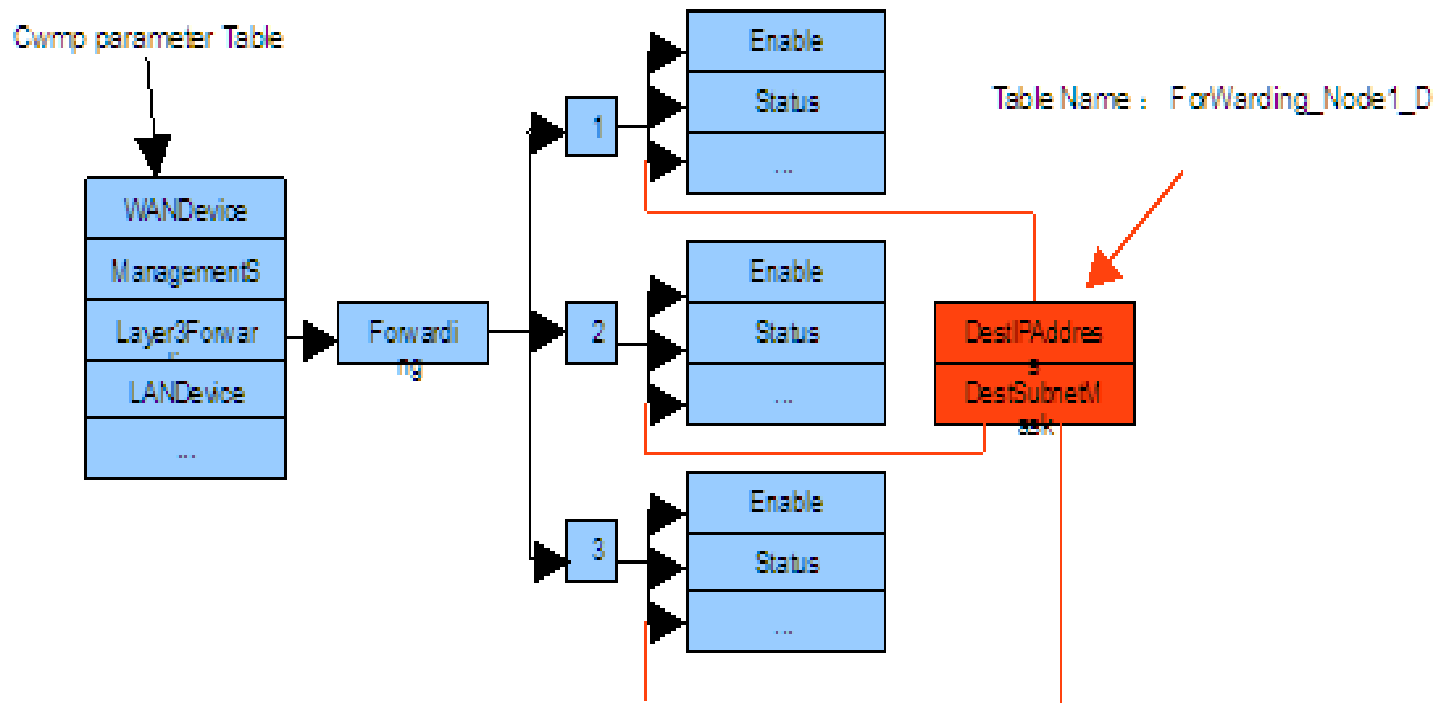 Cwmp parameter Table
WANDevice
ManagementS
Layer3Forwar
LANDevice
...
Forwardi
ng
1
2
3
Enable
Status
...
Enable
Status
...
Enable
Status
...
Table Name : ForWarding_Node1_D
DestIPAddres
s
DestSubnetM
ask